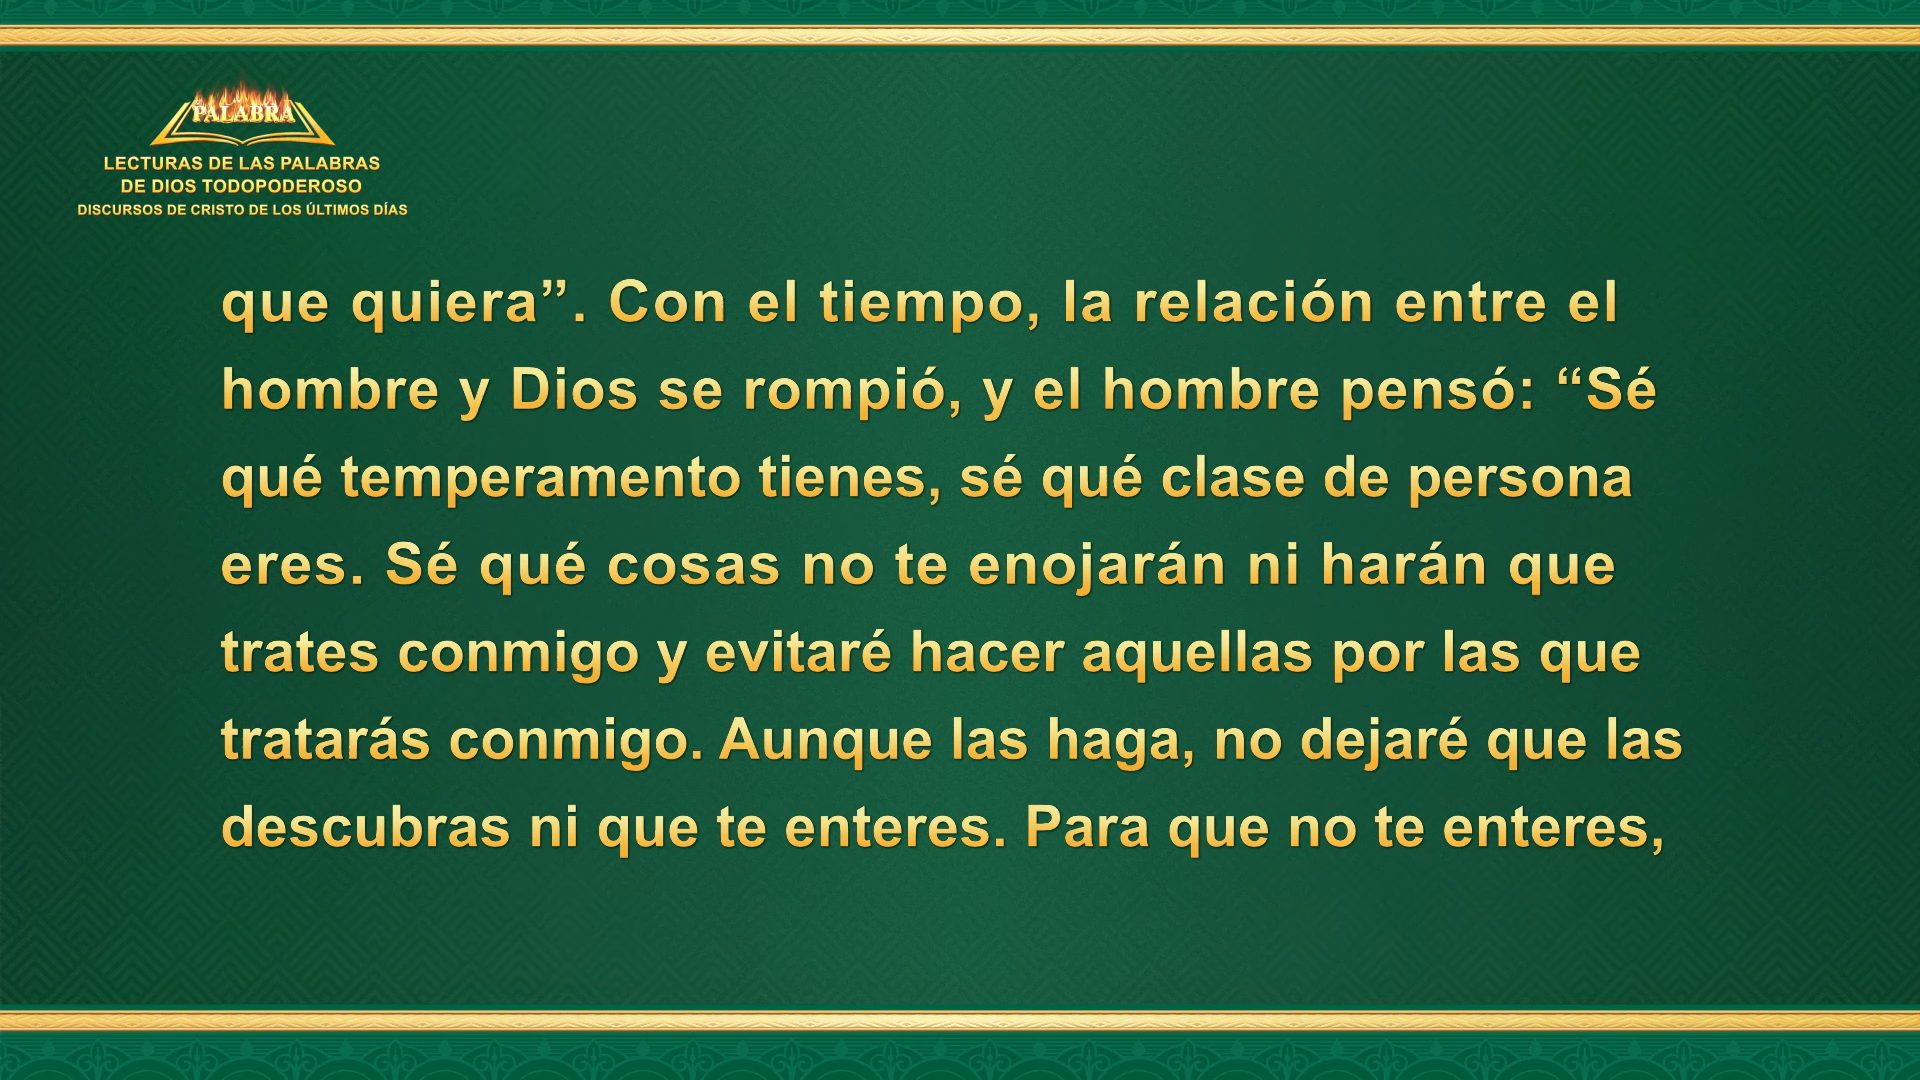 PALABRA
LECTURAS DE LAS PALABRAS
DE DIOS TODOPODEROSO
DISCURSOS DE CRISTO DE LOS ÚLTIMOS DÍAS
que quiera”. Con el tiempo, la relación entre el
hombre y Dios se rompió, y el hombre pensó: “Sé
qué temperamento tienes, sé qué clase de persona
eres. Sé qué cosas no te enojarán ni harán que
trates conmigo y evitaré hacer aquellas por las que
tratarás conmigo. Aunque las haga, no dejaré que las
descubras ni que te enteres. Para que no te enteres,